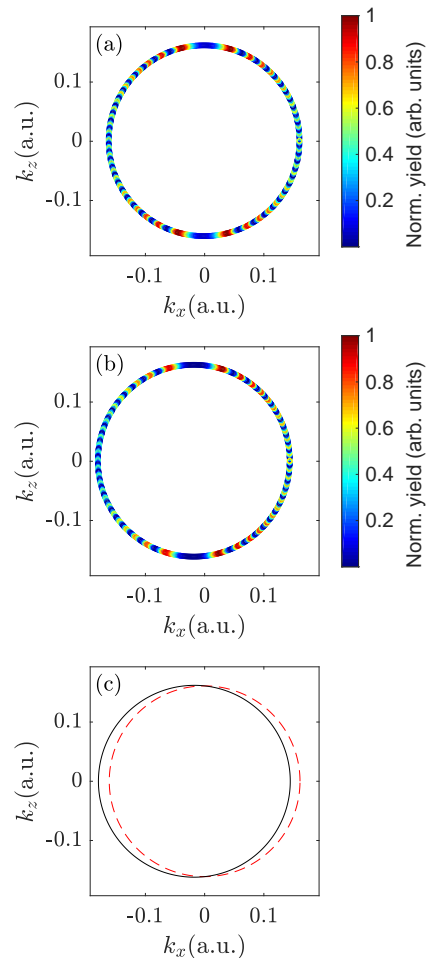 (a)
0.1
0
-0.1
k_z(a.u.)
-0.1 0 0.1
k_x(a.u.)
1
0.8
0.6
0.4
0.2
Norm. yield (arb. units)
(b)
0.1
0
-0.1
k_z(a.u.)
-0.1 0 0.1
k_x(a.u.)
1
0.8
0.6
0.4
0.2
Norm. yield (arb. units)
(c)
0.1
0
-0.1
k_z(a.u.)
-0.1 0 0.1
k_x(a.u.)